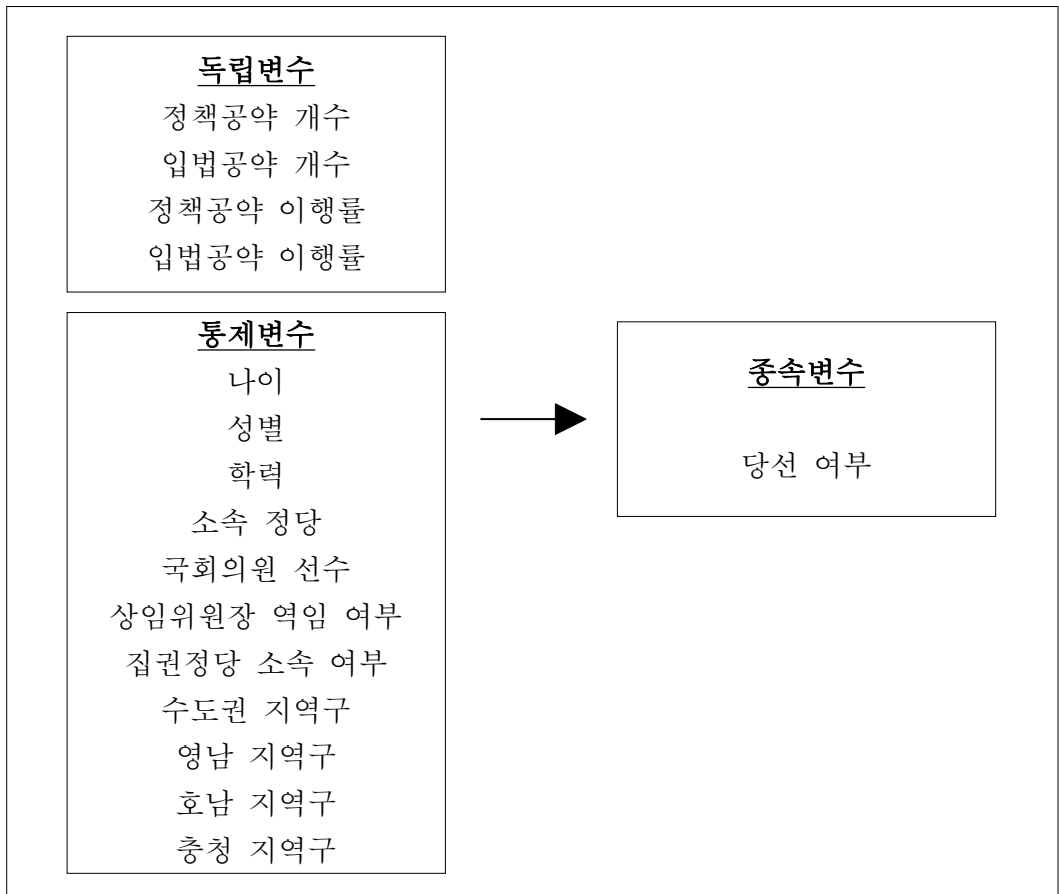 독립변수
정책공약 개수
입법공약 개수
정책공약 이행률
입법공약 이행률
통제변수
나이
성별
학력
소속 정당
국회의원 선수
상임위원장 역임 여부
집권정당 소속 여부
수도권 지역구
영남 지역구
호남 지역구
충청 지역구
종속변수
당선 여부